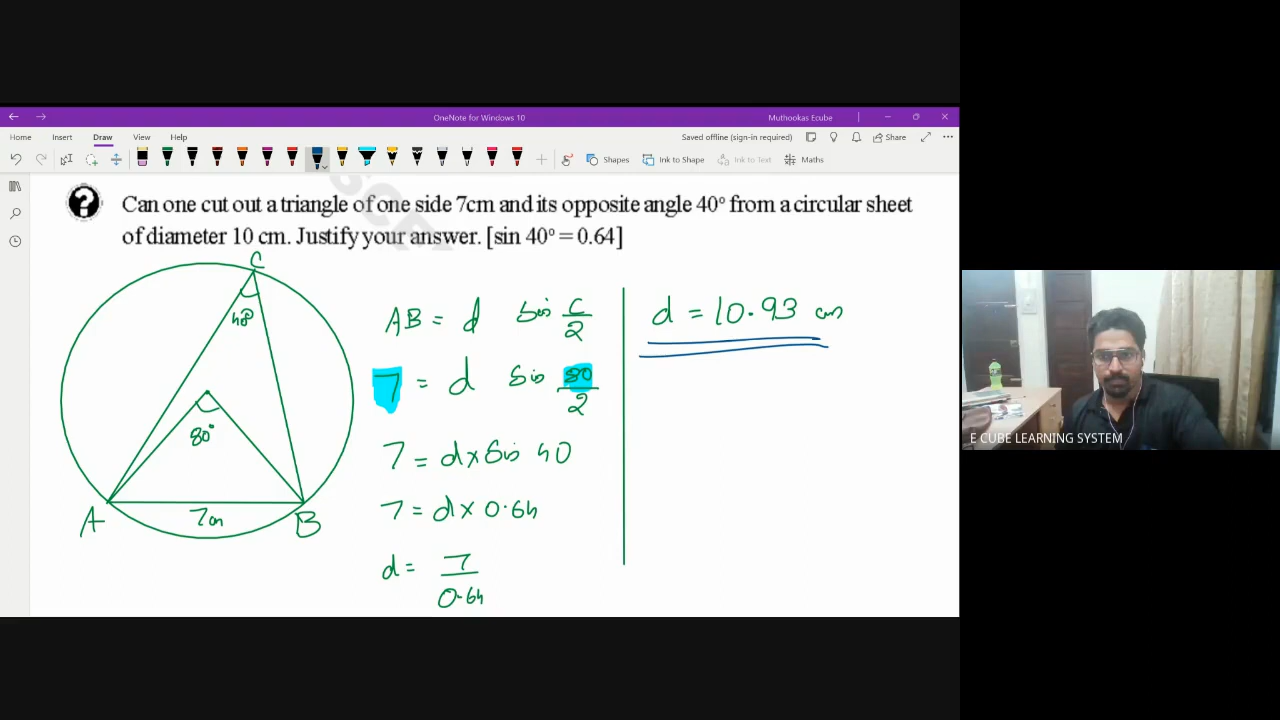 OneNote for Windows 10
Muthookas Ecube
Home Insert Draw View Help
Saved offline (sign-in required)
Share
Shapes
Ink to Shape
Ink to Text
Maths
SCE
? Can one cut out a triangle of one side 7cm and its opposite angle 40° from a circular sheet
of diameter 10 cm. Justify your answer. [sin 40° = 0.64]
C
40°
80°
A
7cm
B
AB = d sin C/2
7 = d sin 80/2
7 = d × sin 40
7 = d × 0.64
d = 7/0.64
d = 10.93 cm
E CUBE LEARNING SYSTEM